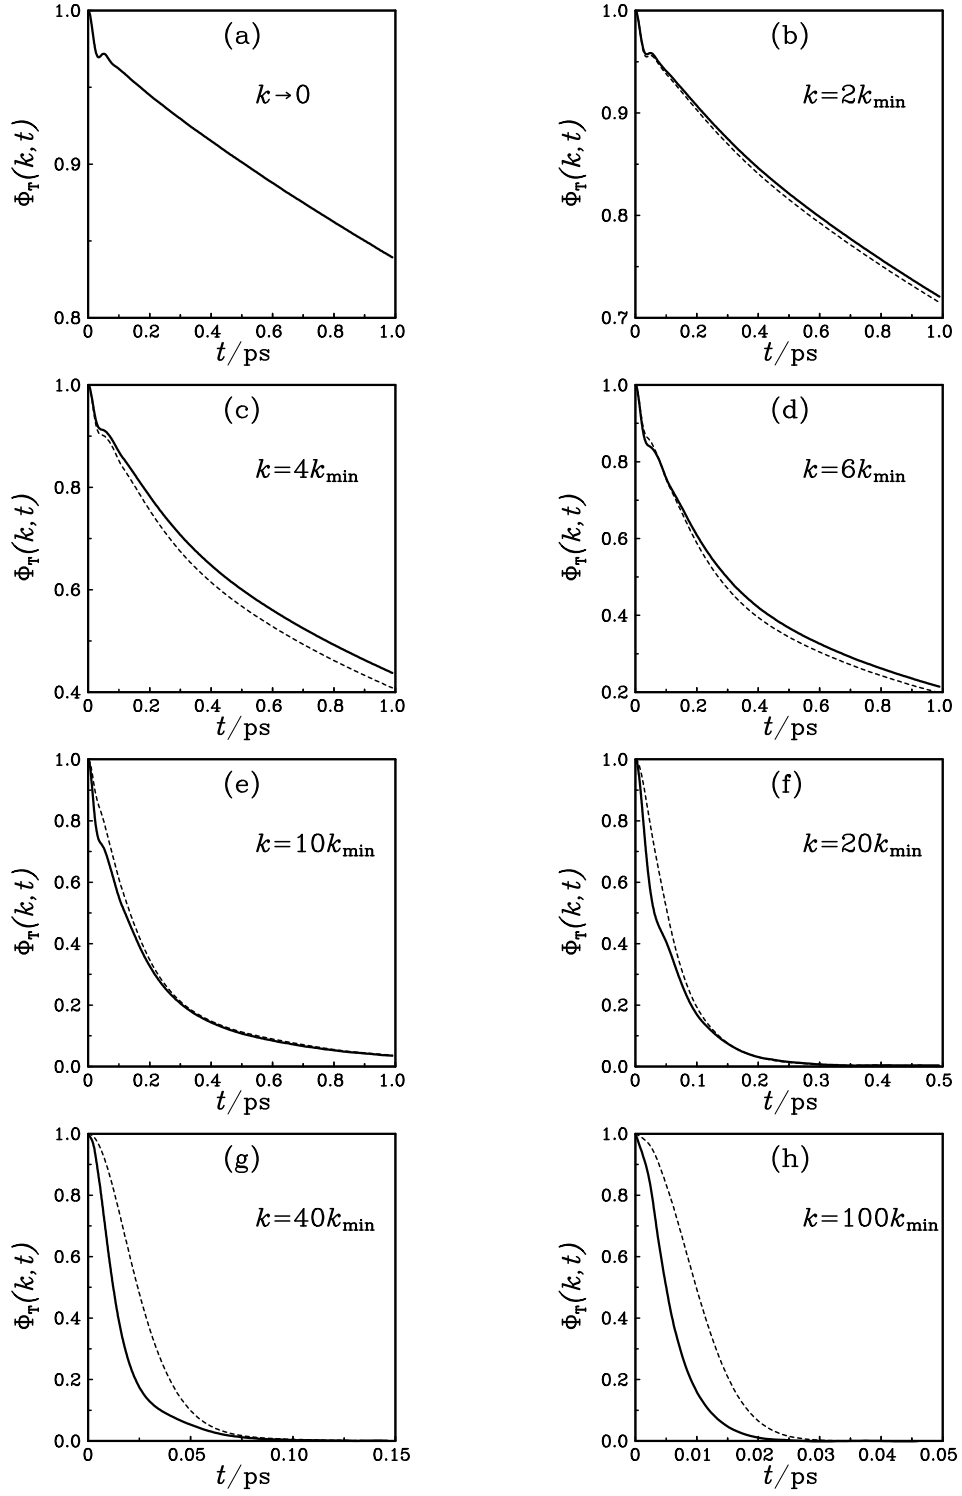 (a)
k→0
Φ_T(k,t)
1.0
0.9
0.8
0 0.2 0.4 0.6 0.8 1.0
t/ps
(b)
k=2k_min
Φ_T(k,t)
1.0
0.9
0.8
0.7
0 0.2 0.4 0.6 0.8 1.0
t/ps
(c)
k=4k_min
Φ_T(k,t)
1.0
0.8
0.6
0.4
0 0.2 0.4 0.6 0.8 1.0
t/ps
(d)
k=6k_min
Φ_T(k,t)
1.0
0.8
0.6
0.4
0.2
0 0.2 0.4 0.6 0.8 1.0
t/ps
(e)
k=10k_min
Φ_T(k,t)
1.0
0.8
0.6
0.4
0.2
0.0
0 0.2 0.4 0.6 0.8 1.0
t/ps
(f)
k=20k_min
Φ_T(k,t)
1.0
0.8
0.6
0.4
0.2
0.0
0 0.1 0.2 0.3 0.4 0.5
t/ps
(g)
k=40k_min
Φ_T(k,t)
1.0
0.8
0.6
0.4
0.2
0.0
0 0.05 0.10 0.15
t/ps
(h)
k=100k_min
Φ_T(k,t)
1.0
0.8
0.6
0.4
0.2
0.0
0 0.01 0.02 0.03 0.04 0.05
t/ps